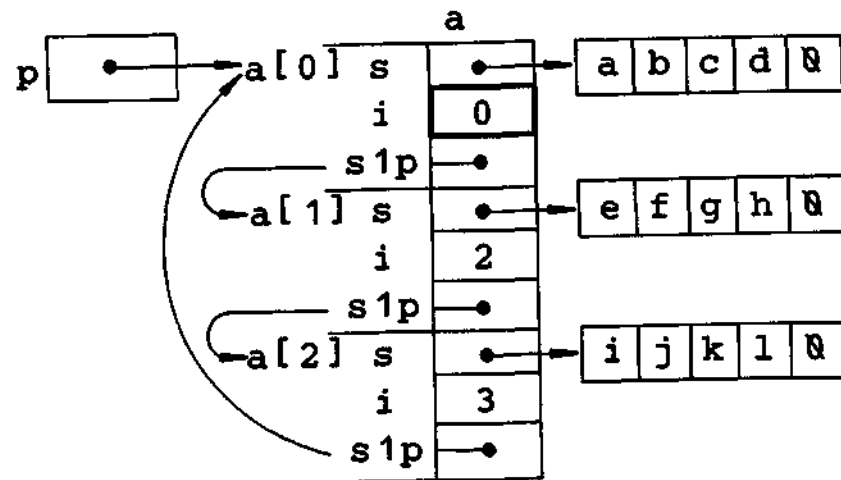 a
p a[0] s a b c d \0
i 0
s1p
a[1] s e f g h \0
i 2
s1p
a[2] s i j k l \0
i 3
s1p